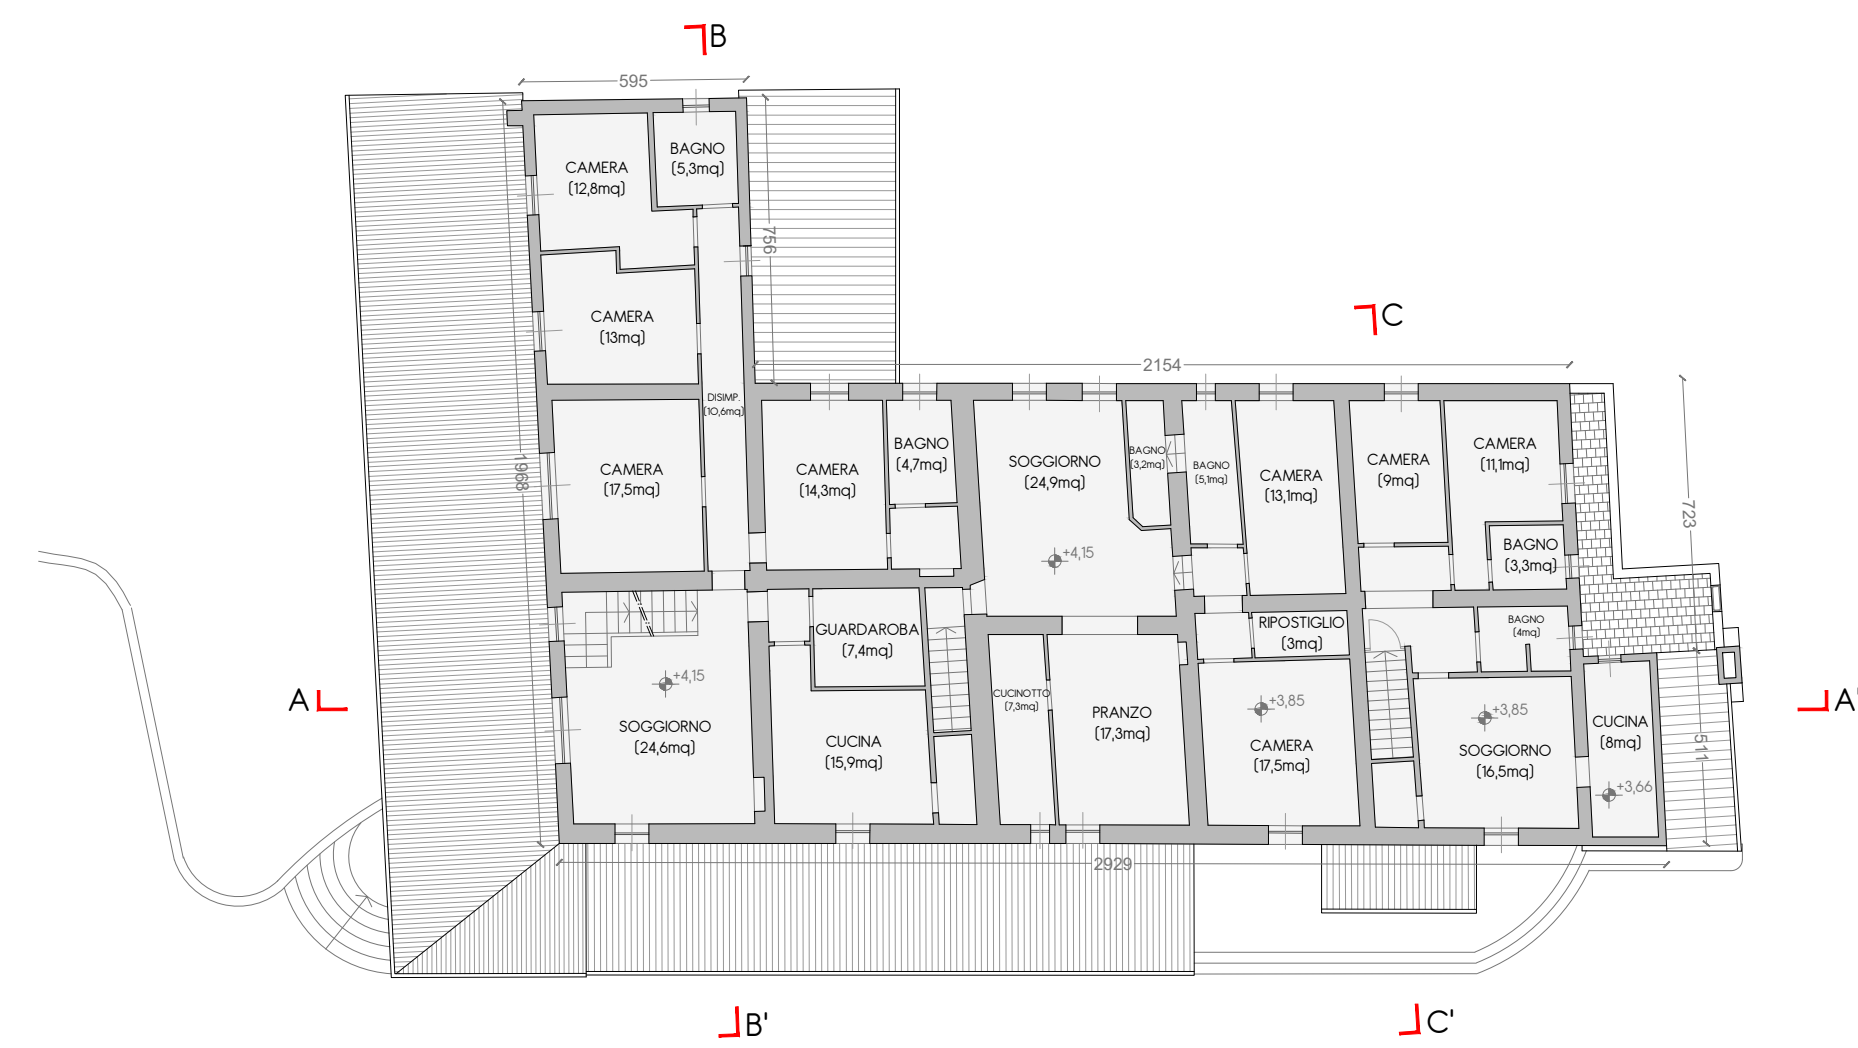 B
595
CAMERA
(12,8mq)
BAGNO
(5,3mq)
756
CAMERA
(13mq)
C
2154
DISIMP.
(10,6mq)
1968
CAMERA
(17,5mq)
CAMERA
(14,3mq)
BAGNO
(4,7mq)
SOGGIORNO
(24,9mq)
+4,15
BAGNO
(3,2mq)
BAGNO
(5,1mq)
CAMERA
(13,1mq)
CAMERA
(9mq)
CAMERA
(11,1mq)
BAGNO
(3,3mq)
723
GUARDAROBA
(7,4mq)
RIPOSTIGLIO
(3mq)
BAGNO
(4mq)
A
+4,15
SOGGIORNO
(24,6mq)
CUCINA
(15,9mq)
CUCINOTTO
(7,3mq)
PRANZO
(17,3mq)
+3,85
CAMERA
(17,5mq)
+3,85
SOGGIORNO
(16,5mq)
CUCINA
(8mq)
+3,66
511
A'
2929
B'
C'